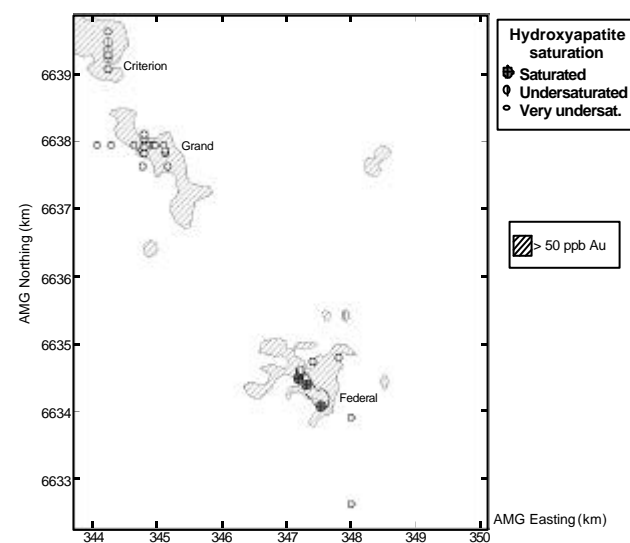 Hydroxyapatite
saturation
Saturated
Undersaturated
Very undersat.
> 50 ppb Au
Criterion
Grand
Federal
AMG Northing (km)
6639
6638
6637
6636
6635
6634
6633
344
345
346
347
348
349
350
AMG Easting (km)